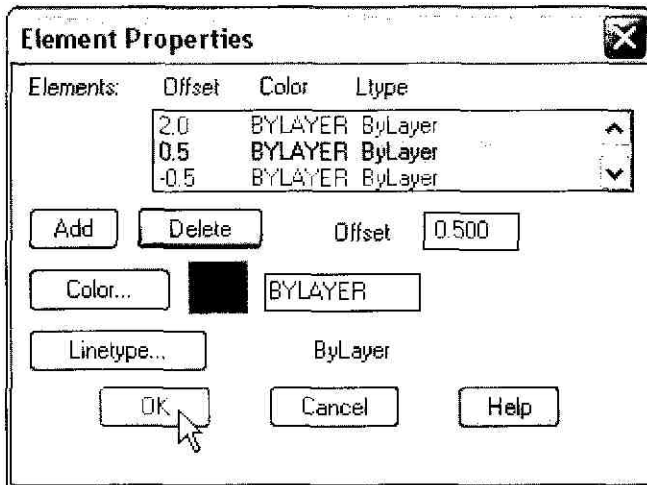 Element Properties
Elements: Offset Color Ltype
2.0 BYLAYER ByLayer
0.5 BYLAYER ByLayer
-0.5 BYLAYER ByLayer
Add Delete Offset 0.500
Color... BYLAYER
Linetype... ByLayer
OK Cancel Help